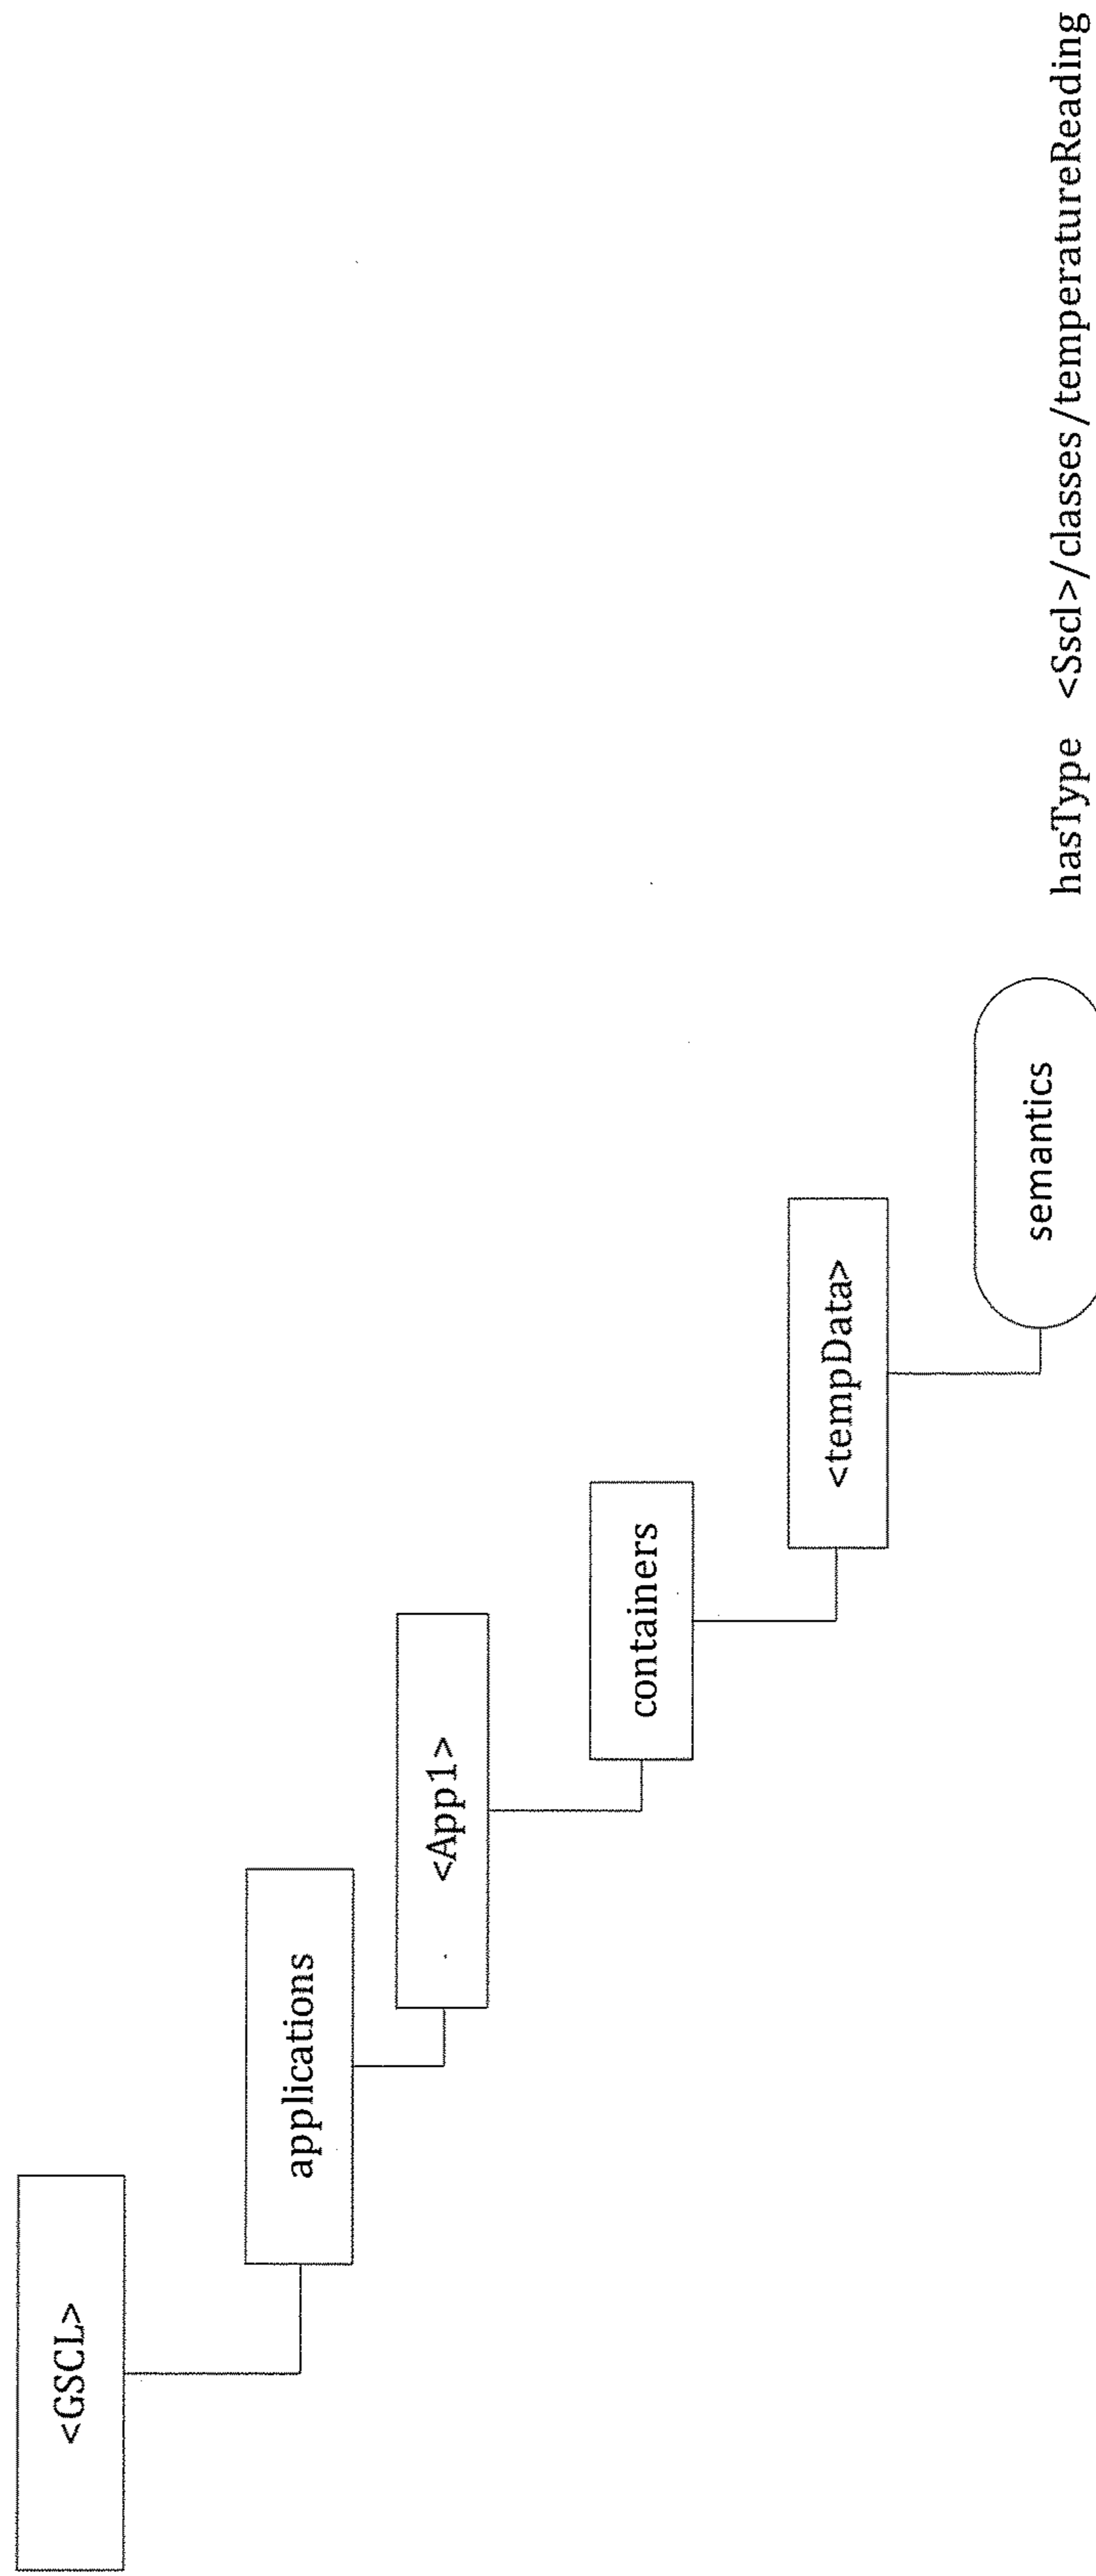 <GSCL>
applications
<App1>
containers
<tempData>
semantics
hasType <Sscl>/classes/temperatureReading